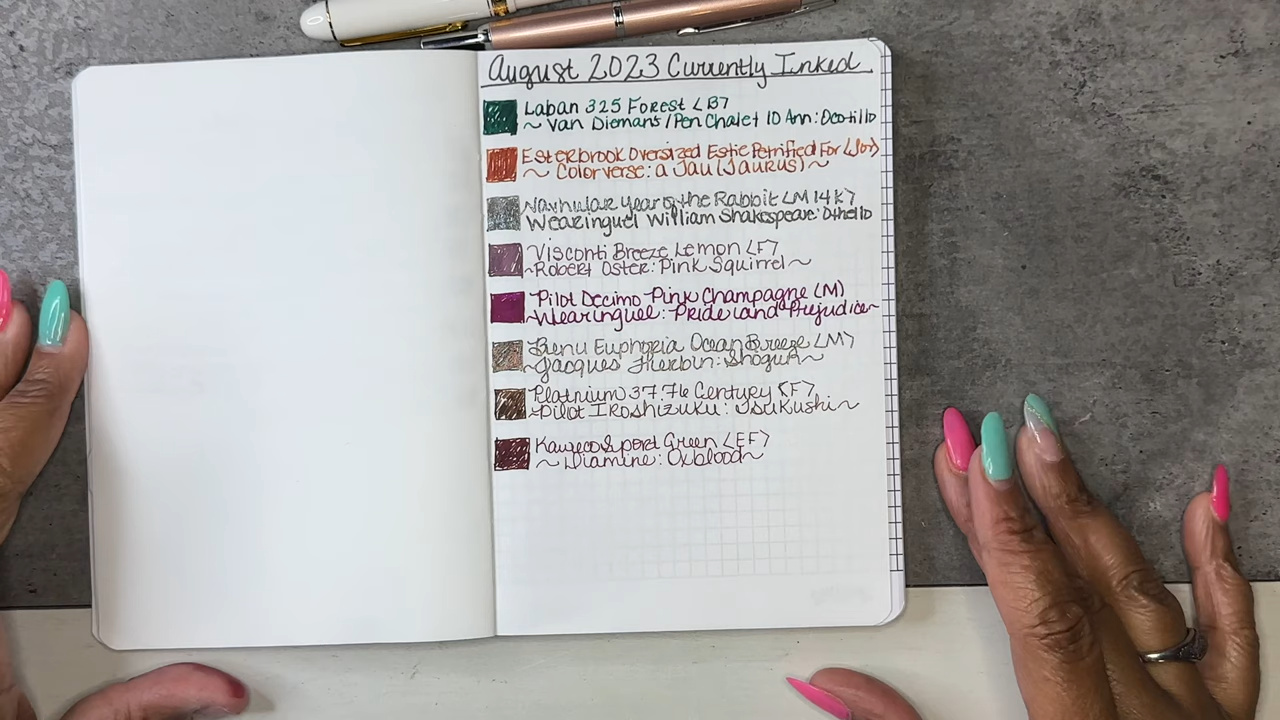 August 2023 Currently Inked
Laban 325 Forest <B>
~ Van Diemans/Pen Chalet 10 Ann: Ocotillo
Esterbrook Oversized Estie Petrified For <Jo>
~ Colorverse: α Tau (Taurus) ~
Nahvalur Year of the Rabbit <M 14K>
Wearingeul William Shakespeare: Othello
Visconti Breeze Lemon <F>
~ Robert Oster: Pink Squirrel ~
Pilot Decimo Pink Champagne <M>
~ Wearingeul: Pride and Prejudice ~
Benu Euphoria Ocean Breeze <M>
~ Jacques Herbin: Shogun ~
Platnium 3776 Century <F>
~ Pilot Iroshizuku: Tsukushi ~
Kaweco Sport Green <EF>
~ Diamine: Oxblood ~